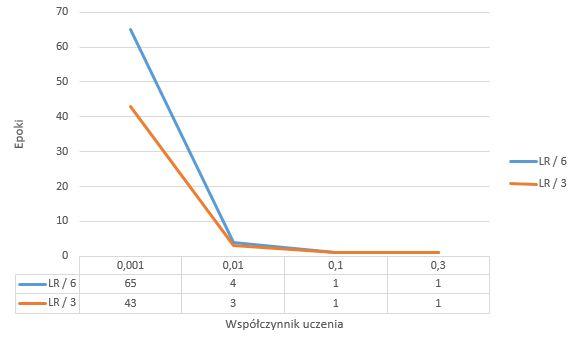 70
60
50
40
30
20
10
0
Epoki
LR / 6
LR / 3
0,001 0,01 0,1 0,3
LR / 6 65 4 1 1
LR / 3 43 3 1 1
Współczynnik uczenia